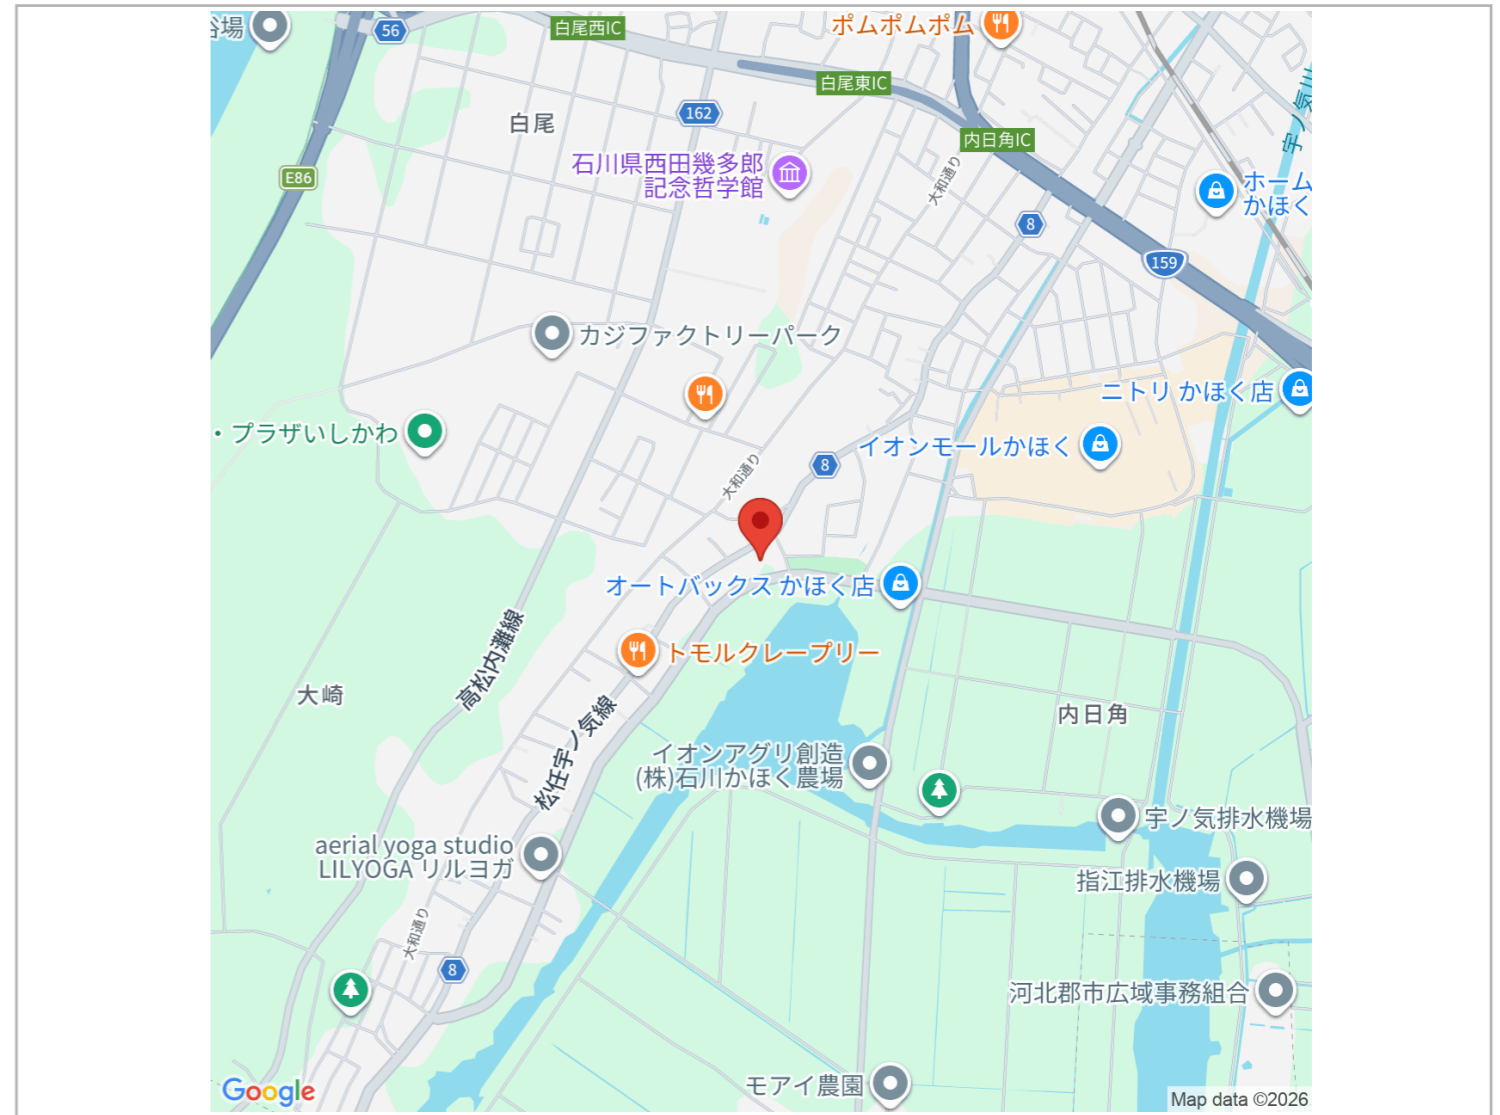 谷場
56
白尾西IC
ポムポムポム
白尾東IC
白尾
162
内日角IC
宇ノ気川
E86
石川県西田幾多郎
記念哲学館
大和通り
ホーム
かほく
8
159
カジファクトリーパーク
ニトリ かほく店
・プラザいしかわ
イオンモールかほく
8
大和通り
オートバックス かほく店
高松内灘線
トモルクレープリー
大崎
内日角
松任宇ノ気線
イオンアグリ創造
(株)石川かほく農場
宇ノ気排水機場
aerial yoga studio
LILYOGA リルヨガ
指江排水機場
大和通り
8
河北郡市広域事務組合
モアイ農園
Google
Map data ©2026